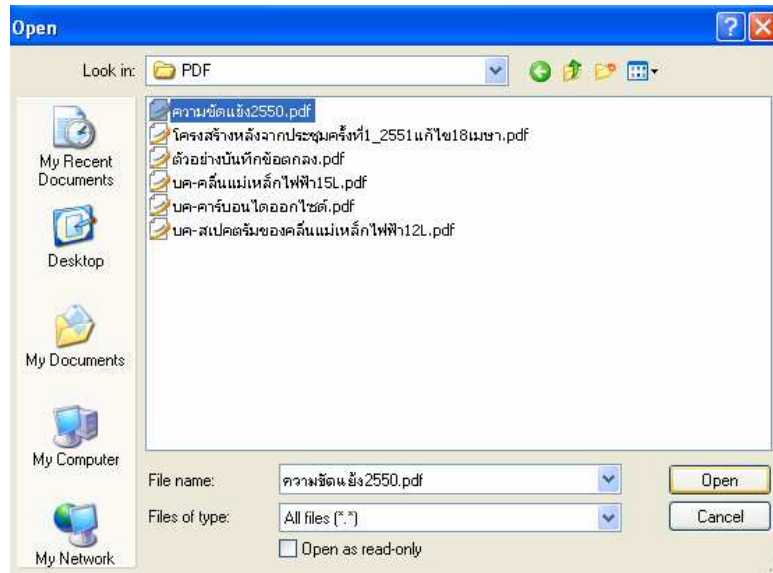 Open
Look in: PDF
My Recent Documents
Desktop
My Documents
My Computer
My Network
ความขัดแย้ง2550.pdf
โครงสร้างหลังจากประชุมครั้งที่1_2551แก้ไข18เมษา.pdf
ตัวอย่างบันทึกข้อตกลง.pdf
บค-คลื่นแม่เหล็กไฟฟ้า15L.pdf
บค-คาร์บอนไดออกไซด์.pdf
บค-สเปคตรัมของคลื่นแม่เหล็กไฟฟ้า12L.pdf
File name: ความขัดแย้ง2550.pdf Open
Files of type: All files (*.*) Cancel
Open as read-only